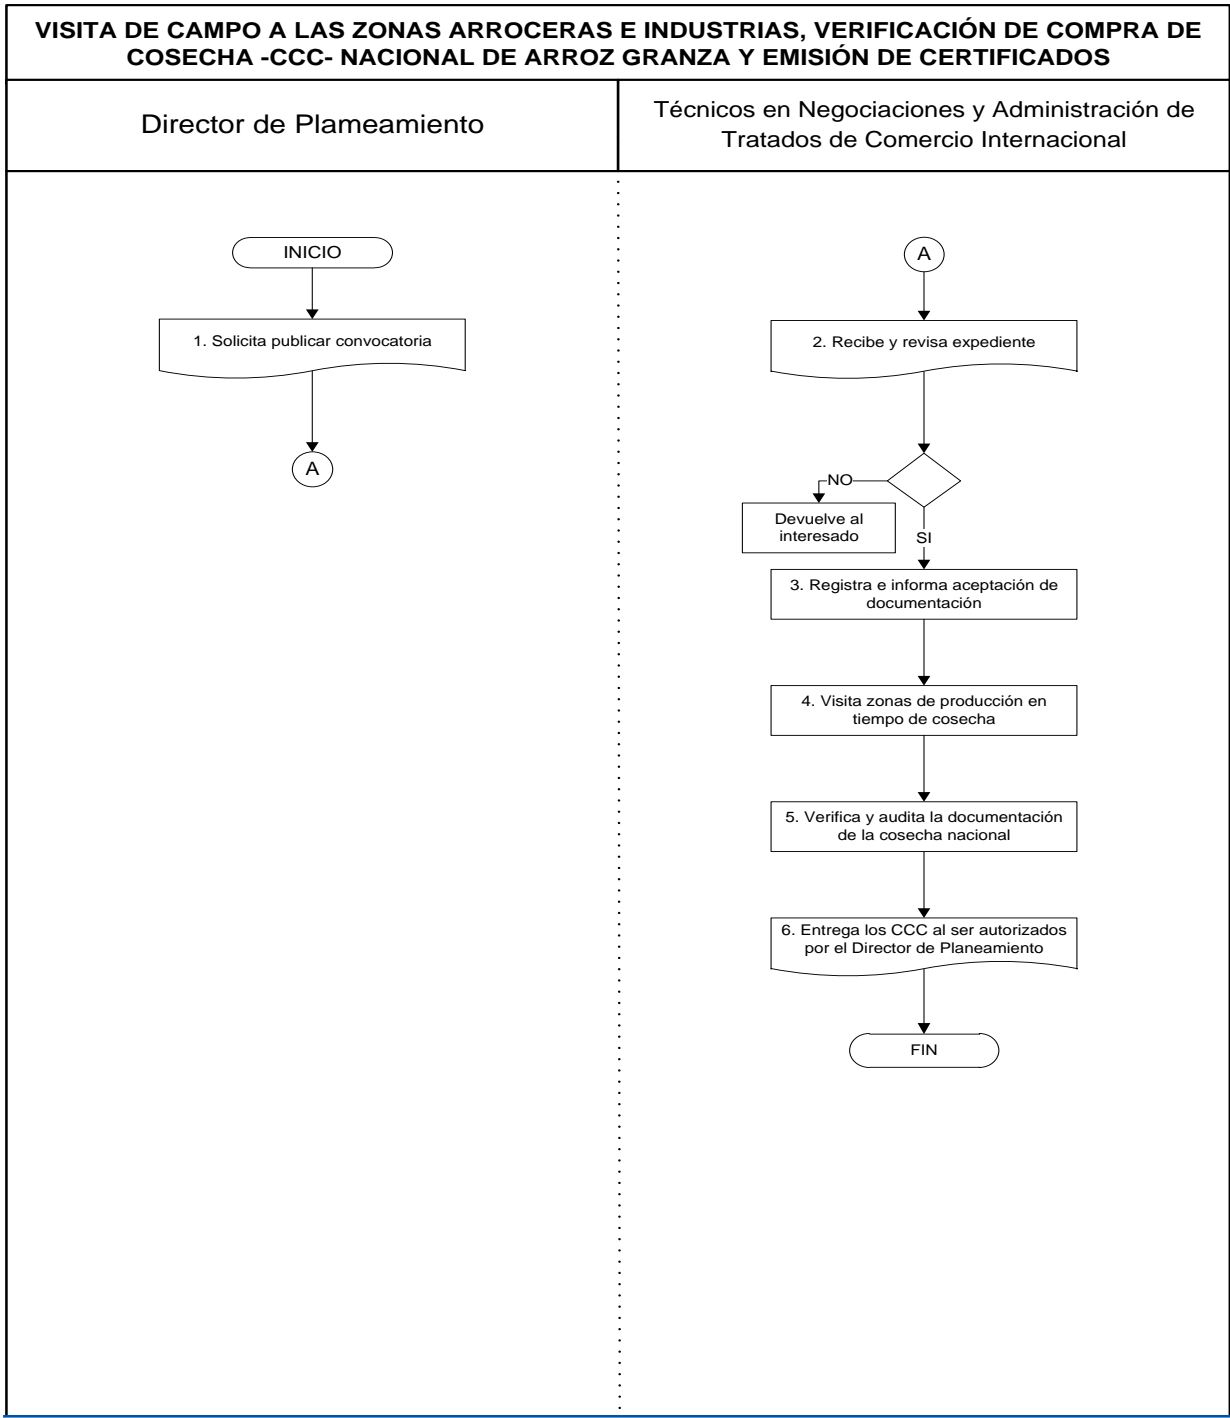 VISITA DE CAMPO A LAS ZONAS ARROCERAS E INDUSTRIAS, VERIFICACIÓN DE COMPRA DE
COSECHA -CCC- NACIONAL DE ARROZ GRANZA Y EMISIÓN DE CERTIFICADOS
Director de Plameamiento
Técnicos en Negociaciones y Administración de
Tratados de Comercio Internacional
INICIO
1. Solicita publicar convocatoria
A
A
2. Recibe y revisa expediente
NO
Devuelve al
interesado
SI
3. Registra e informa aceptación de
documentación
4. Visita zonas de producción en
tiempo de cosecha
5. Verifica y audita la documentación
de la cosecha nacional
6. Entrega los CCC al ser autorizados
por el Director de Planeamiento
FIN